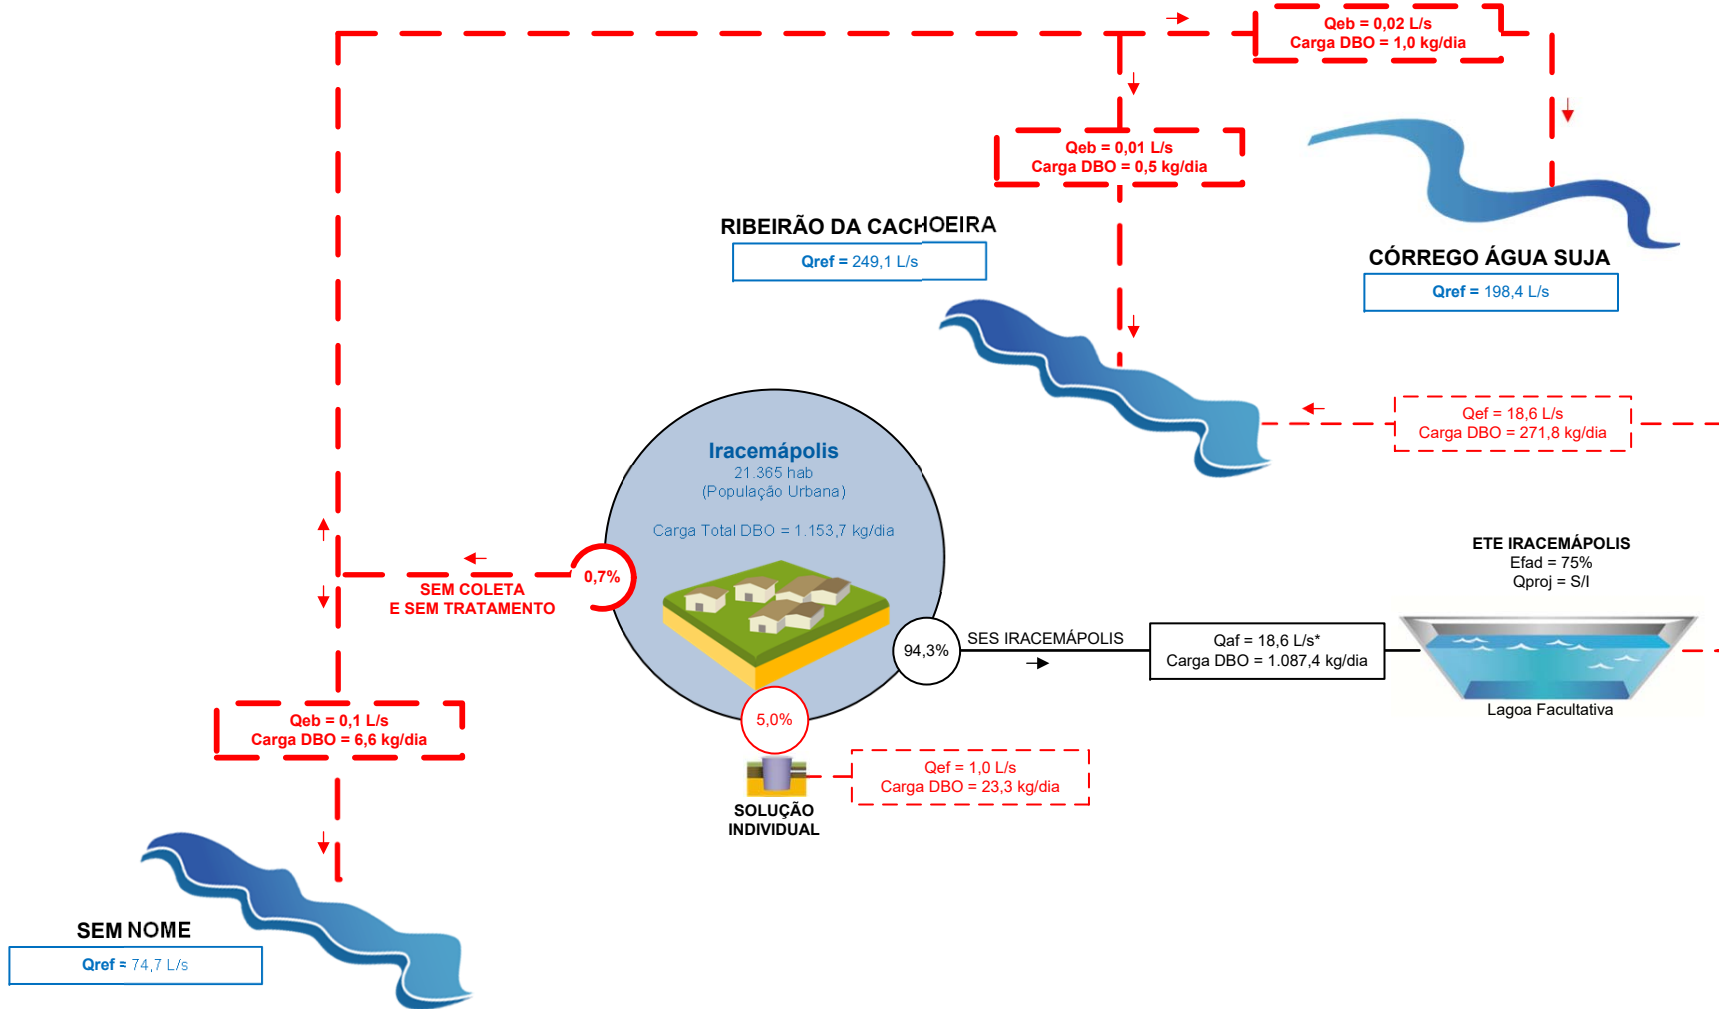 Qeb = 0,02 L/s
Carga DBO = 1,0 kg/dia
Qeb = 0,01 L/s
Carga DBO = 0,5 kg/dia
RIBEIRÃO DA CACHOEIRA
Qref = 249,1 L/s
CÓRREGO ÁGUA SUJA
Qref = 198,4 L/s
Qef = 18,6 L/s
Carga DBO = 271,8 kg/dia
Iracemápolis
21.365 hab
(População Urbana)
Carga Total DBO = 1.153,7 kg/dia
0,7%
SEM COLETA
E SEM TRATAMENTO
ETE IRACEMÁPOLIS
Efad = 75%
Qproj = S/I
94,3%
SES IRACEMÁPOLIS
Qaf = 18,6 L/s*
Carga DBO = 1.087,4 kg/dia
Lagoa Facultativa
Qeb = 0,1 L/s
Carga DBO = 6,6 kg/dia
5,0%
Qef = 1,0 L/s
Carga DBO = 23,3 kg/dia
SOLUÇÃO
INDIVIDUAL
SEM NOME
Qref = 74,7 L/s